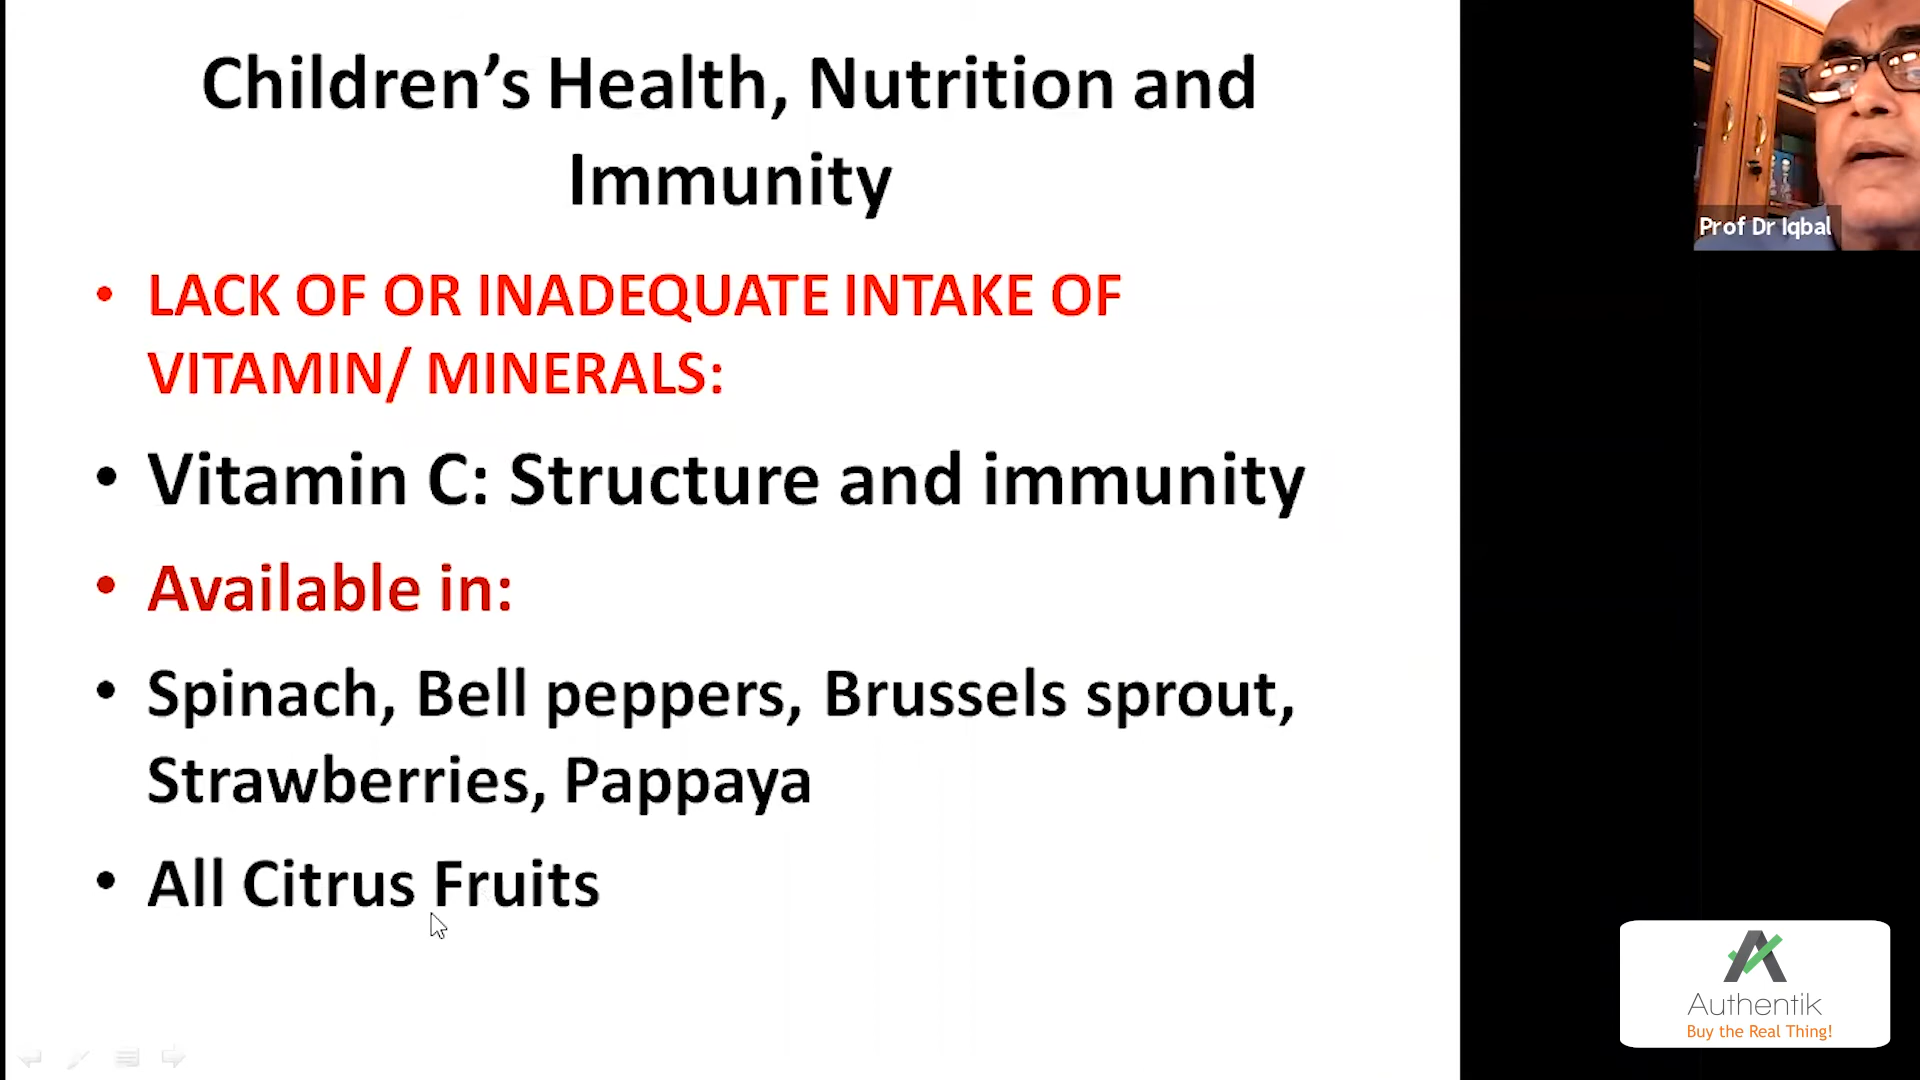 Children’s Health, Nutrition and
Immunity
• LACK OF OR INADEQUATE INTAKE OF
VITAMIN/ MINERALS:
• Vitamin C: Structure and immunity
• Available in:
• Spinach, Bell peppers, Brussels sprout,
Strawberries, Pappaya
• All Citrus Fruits
Prof Dr Iqbal
Authentik
Buy the Real Thing!